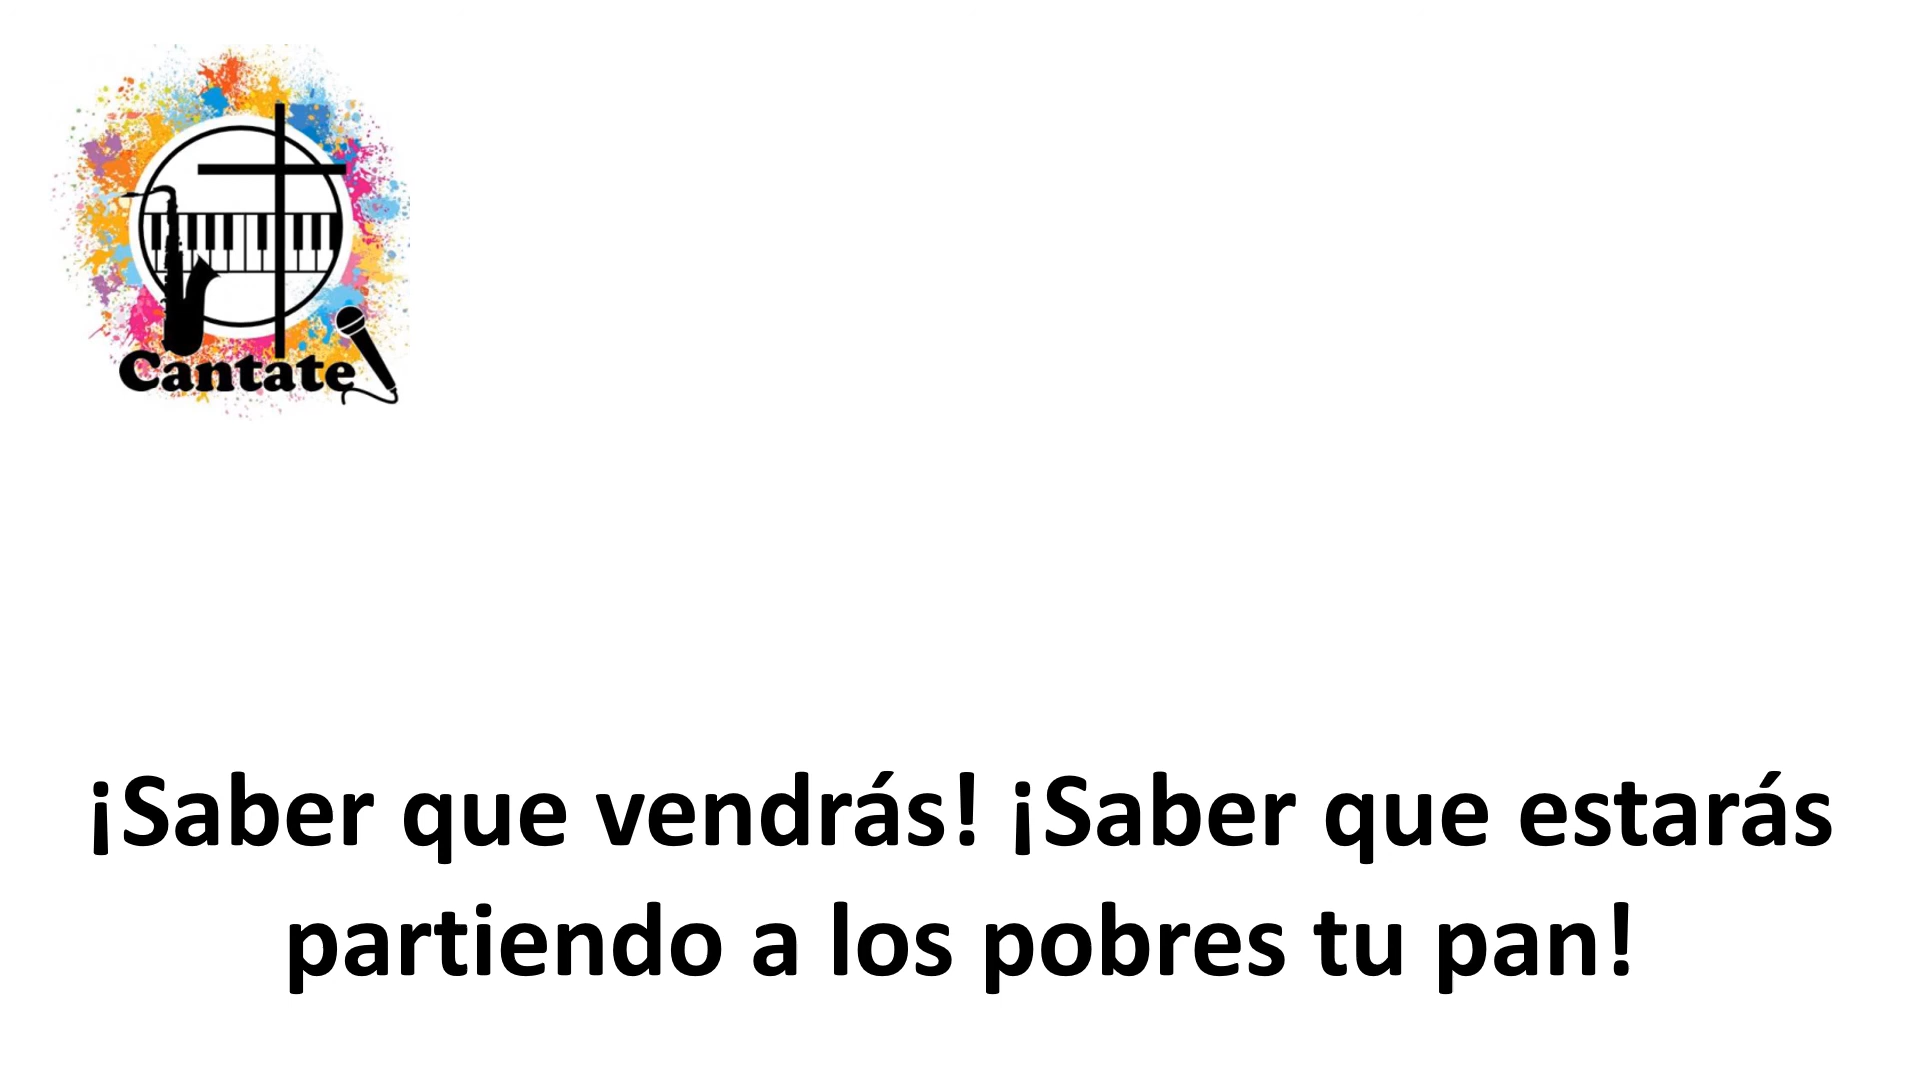 Cantate
¡Saber que vendrás! ¡Saber que estarás
partiendo a los pobres tu pan!